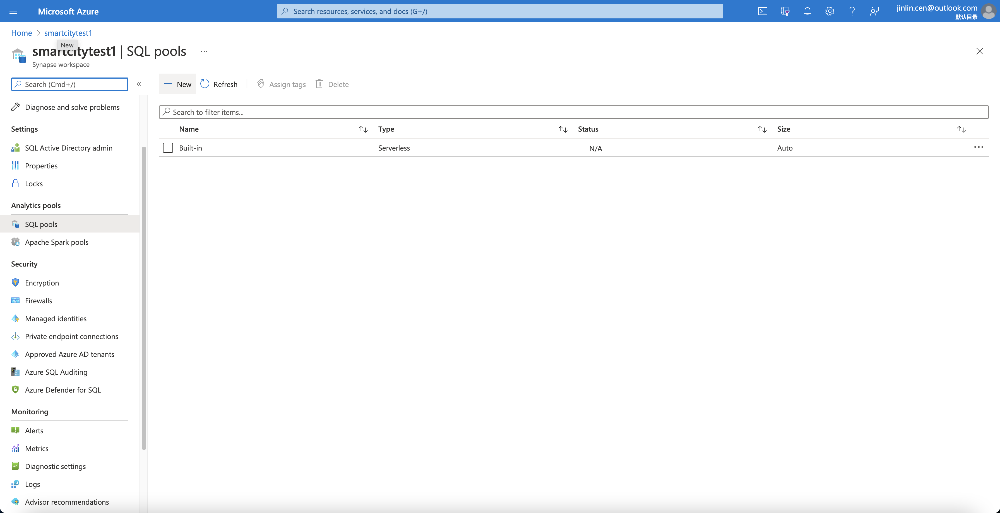 Microsoft Azure
Search resources, services, and docs (G+/)
jinlin.cen@outlook.com
默认目录
Home > smartcitytest1
New
smartcitytest1 | SQL pools ...
Synapse workspace
Search (Cmd+/)
«
New
Refresh
Assign tags
Delete
Search to filter items...
Name
Type
Status
Size
Built-in
Serverless
N/A
Auto
Diagnose and solve problems
Settings
SQL Active Directory admin
Properties
Locks
Analytics pools
SQL pools
Apache Spark pools
Security
Encryption
Firewalls
Managed identities
Private endpoint connections
Approved Azure AD tenants
Azure SQL Auditing
Azure Defender for SQL
Monitoring
Alerts
Metrics
Diagnostic settings
Logs
Advisor recommendations